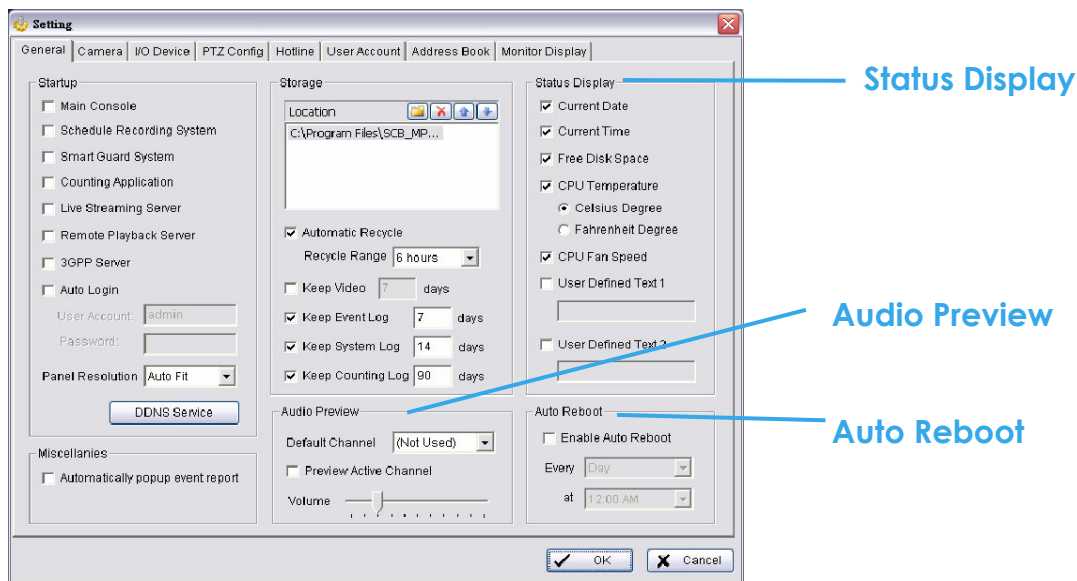 Setting
General Camera I/O Device PTZ Config Hotline User Account Address Book Monitor Display
Startup
Main Console
Schedule Recording System
Smart Guard System
Counting Application
Live Streaming Server
Remote Playback Server
3GPP Server
Auto Login
User Account: admin
Password:
Panel Resolution Auto Fit
DDNS Service
Miscellanies
Automatically popup event report
Storage
Location
C:\Program Files\SCB_MP...
Automatic Recycle
Recycle Range 6 hours
Keep Video 7 days
Keep Event Log 7 days
Keep System Log 14 days
Keep Counting Log 90 days
Audio Preview
Default Channel (Not Used)
Preview Active Channel
Volume
Status Display
Current Date
Current Time
Free Disk Space
CPU Temperature
Celsius Degree
Fahrenheit Degree
CPU Fan Speed
User Defined Text 1
User Defined Text 2
Auto Reboot
Enable Auto Reboot
Every Day
at 12:00 AM
OK Cancel
Status Display
Audio Preview
Auto Reboot